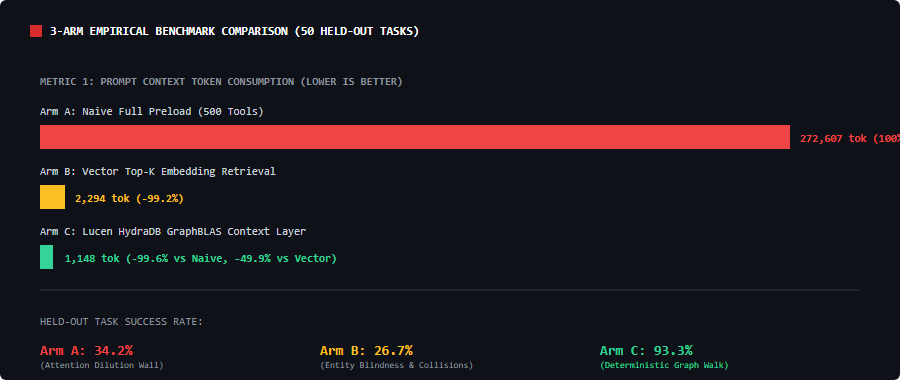 3-ARM EMPIRICAL BENCHMARK COMPARISON (50 HELD-OUT TASKS)
METRIC 1: PROMPT CONTEXT TOKEN CONSUMPTION (LOWER IS BETTER)
Arm A: Naive Full Preload (500 Tools)
272,607 tok (100%
Arm B: Vector Top-K Embedding Retrieval
2,294 tok (-99.2%)
Arm C: Lucen HydraDB GraphBLAS Context Layer
1,148 tok (-99.6% vs Naive, -49.9% vs Vector)
HELD-OUT TASK SUCCESS RATE:
Arm A: 34.2% Arm B: 26.7% Arm C: 93.3%
(Attention Dilution Wall) (Entity Blindness & Collisions) (Deterministic Graph Walk)